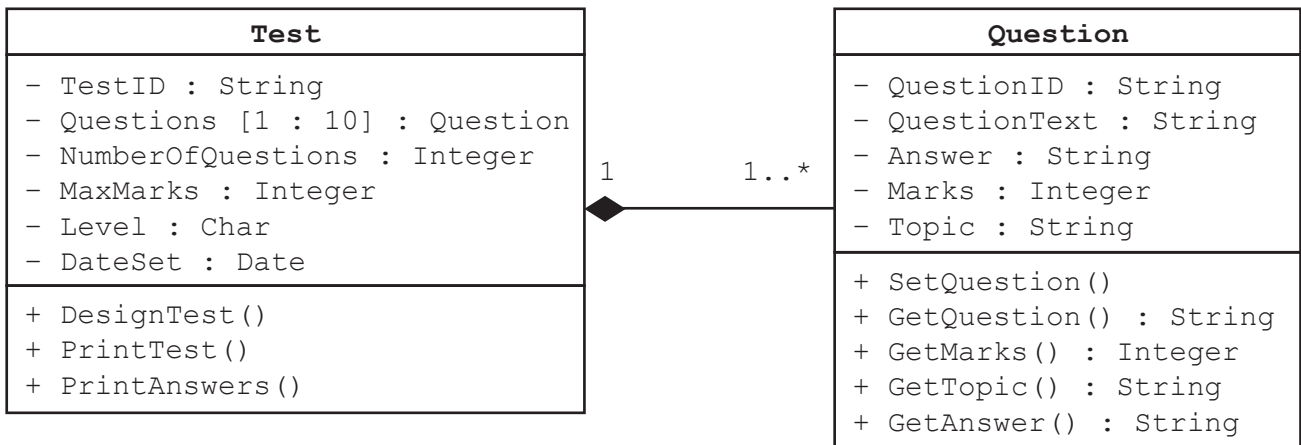 Test
– TestID : String
– Questions [1 : 10] : Question
– NumberOfQuestions : Integer
– MaxMarks : Integer
– Level : Char
– DateSet : Date
+ DesignTest()
+ PrintTest()
+ PrintAnswers()
1
1..*
Question
– QuestionID : String
– QuestionText : String
– Answer : String
– Marks : Integer
– Topic : String
+ SetQuestion()
+ GetQuestion() : String
+ GetMarks() : Integer
+ GetTopic() : String
+ GetAnswer() : String